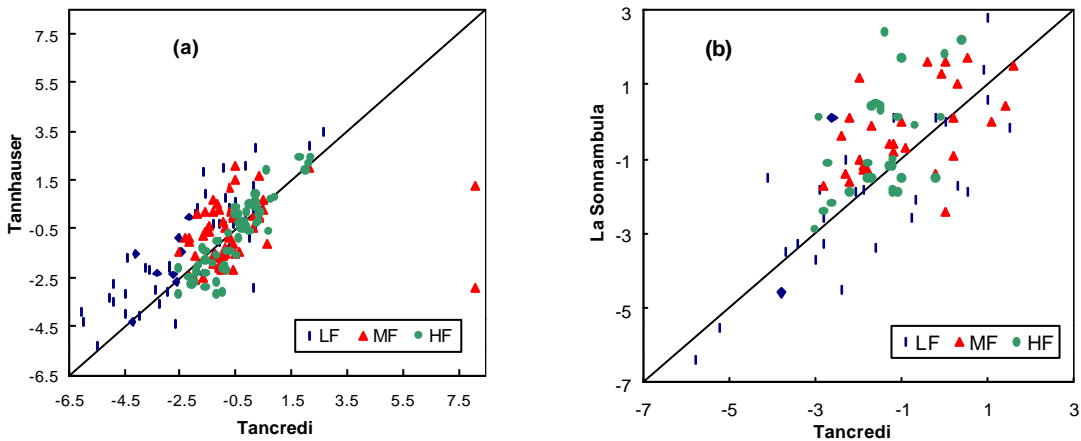 7.5
5.5
3.5
1.5
-0.5
-2.5
-4.5
-6.5
Tannhauser
(a)
LF MF HF
-6.5 -4.5 -2.5 -0.5 1.5 3.5 5.5 7.5
Tancredi
3
1
-1
-3
-5
-7
La Sonnambula
(b)
LF MF HF
-7 -5 -3 -1 1 3
Tancredi